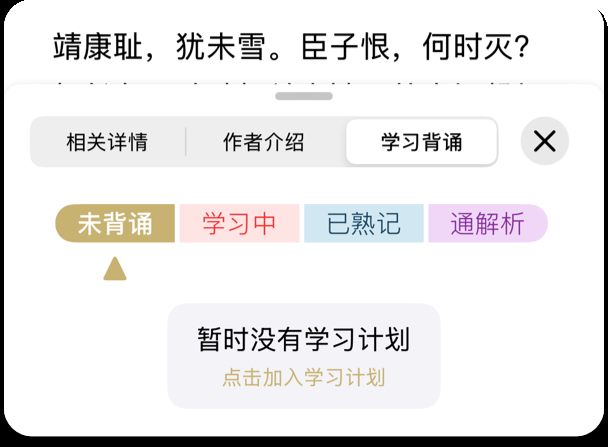 靖康耻，犹未雪。臣子恨，何时灭？
相关详情 作者介绍 学习背诵
未背诵 学习中 已熟记 通解析
暂时没有学习计划
点击加入学习计划